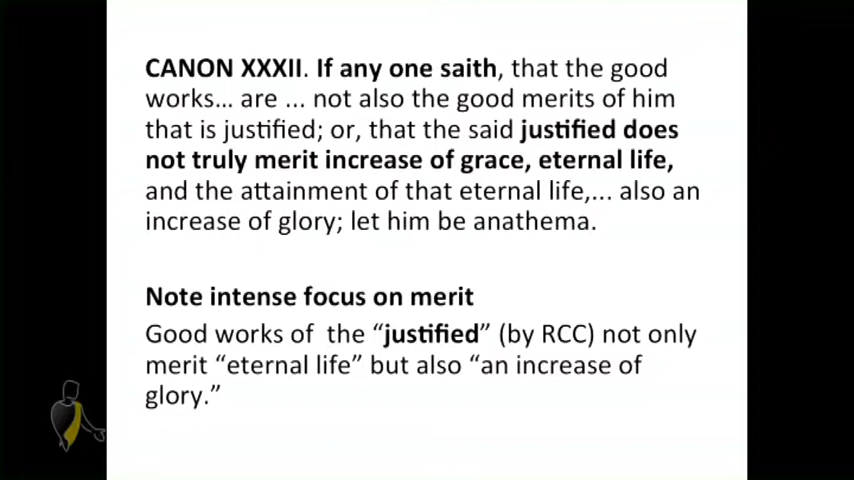 CANON XXXII. If any one saith, that the good
works… are ... not also the good merits of him
that is justified; or, that the said justified does
not truly merit increase of grace, eternal life,
and the attainment of that eternal life,... also an
increase of glory; let him be anathema.
Note intense focus on merit
Good works of the “justified” (by RCC) not only
merit “eternal life” but also “an increase of
glory.”